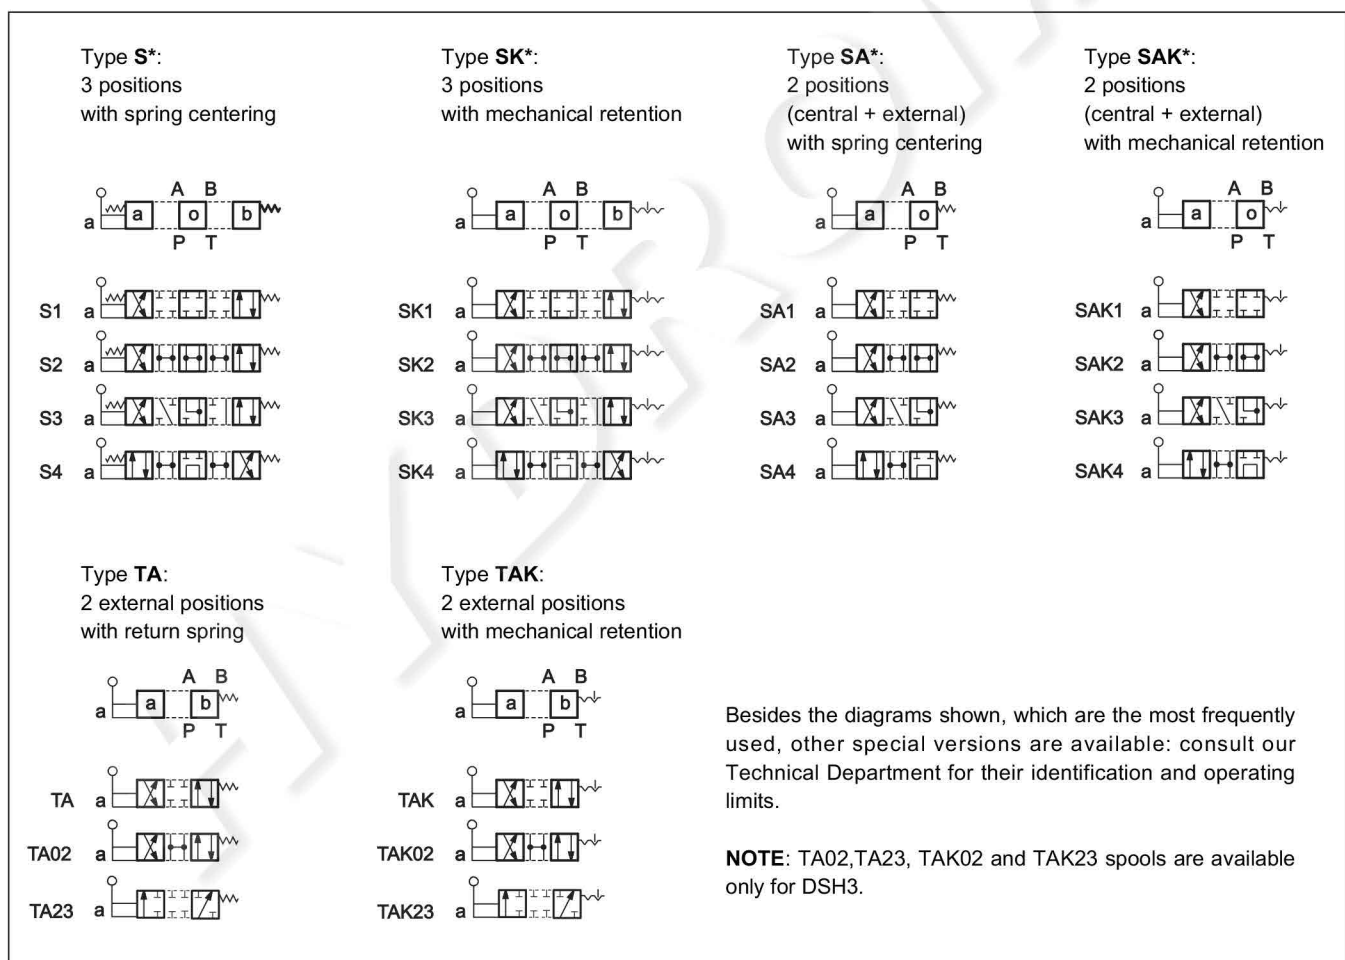 Type S*:
3 positions
with spring centering
Type SK*:
3 positions
with mechanical retention
Type SA*:
2 positions
(central + external)
with spring centering
Type SAK*:
2 positions
(central + external)
with mechanical retention
A B
a a o b
P T
A B
a a o b
P T
A B
a a o
P T
A B
a a o
P T
S1 a
S2 a
S3 a
S4 a
SK1 a
SK2 a
SK3 a
SK4 a
SA1 a
SA2 a
SA3 a
SA4 a
SAK1 a
SAK2 a
SAK3 a
SAK4 a
Type TA:
2 external positions
with return spring
Type TAK:
2 external positions
with mechanical retention
A B
a a b
P T
A B
a a b
P T
TA a
TA02 a
TA23 a
TAK a
TAK02 a
TAK23 a
Besides the diagrams shown, which are the most frequently
used, other special versions are available: consult our
Technical Department for their identification and operating
limits.
NOTE: TA02,TA23, TAK02 and TAK23 spools are available
only for DSH3.